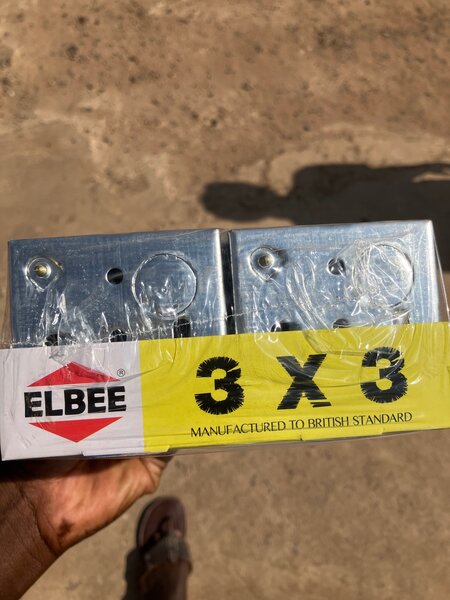 ELBEE ®
3 X 3
MANUFACTURED TO BRITISH STANDARD